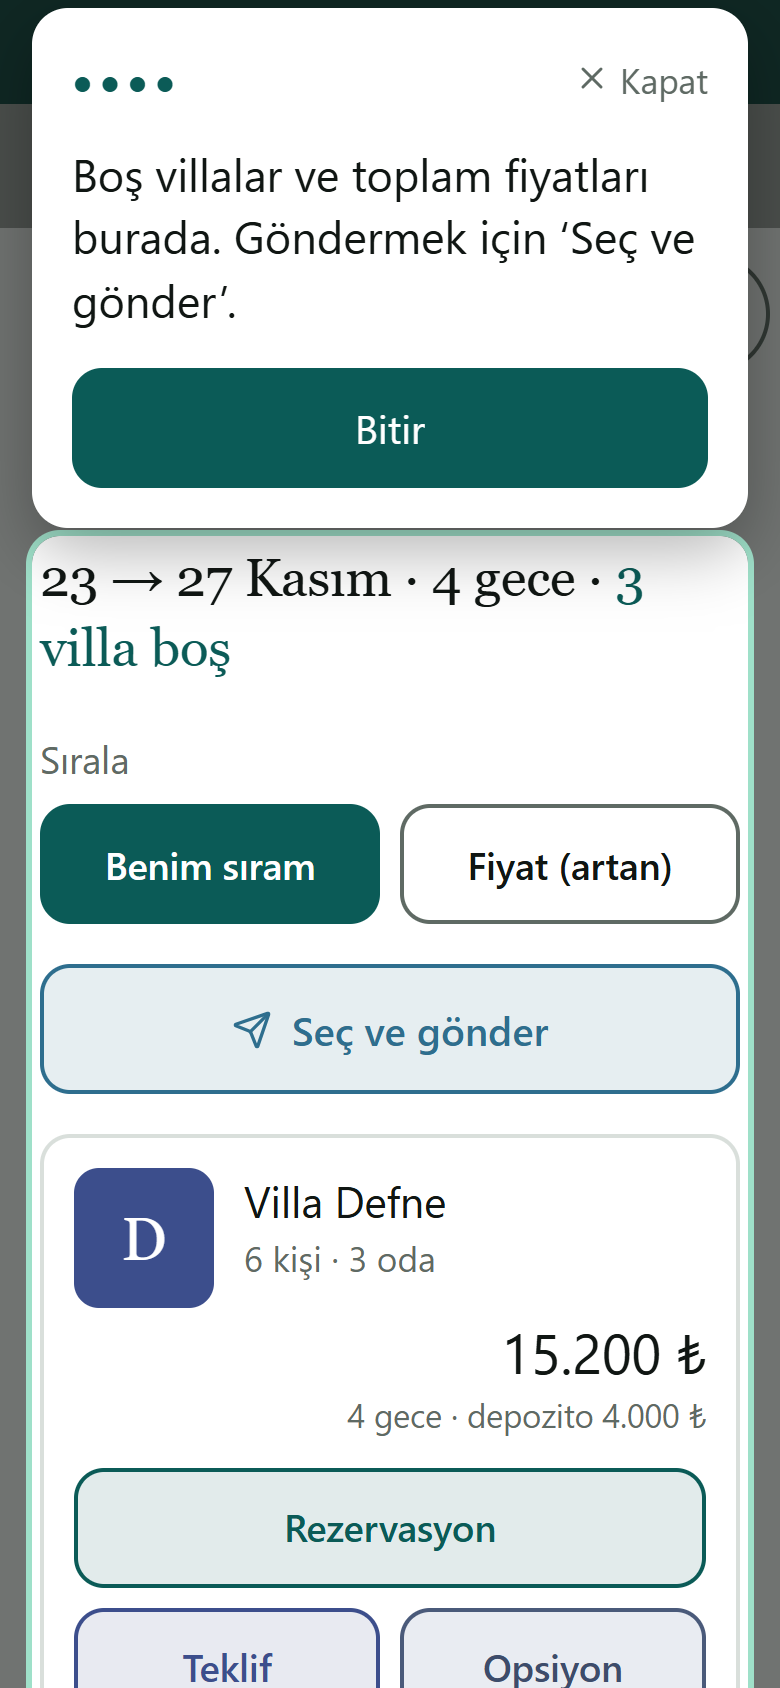 Kapat
Boş villalar ve toplam fiyatları
burada. Göndermek için ‘Seç ve
gönder’.
Bitir
23 → 27 Kasım · 4 gece · 3
villa boş
Sırala
Benim sıram
Fiyat (artan)
Seç ve gönder
D
Villa Defne
6 kişi · 3 oda
15.200 ₺
4 gece · depozito 4.000 ₺
Rezervasyon
Teklif
Opsiyon